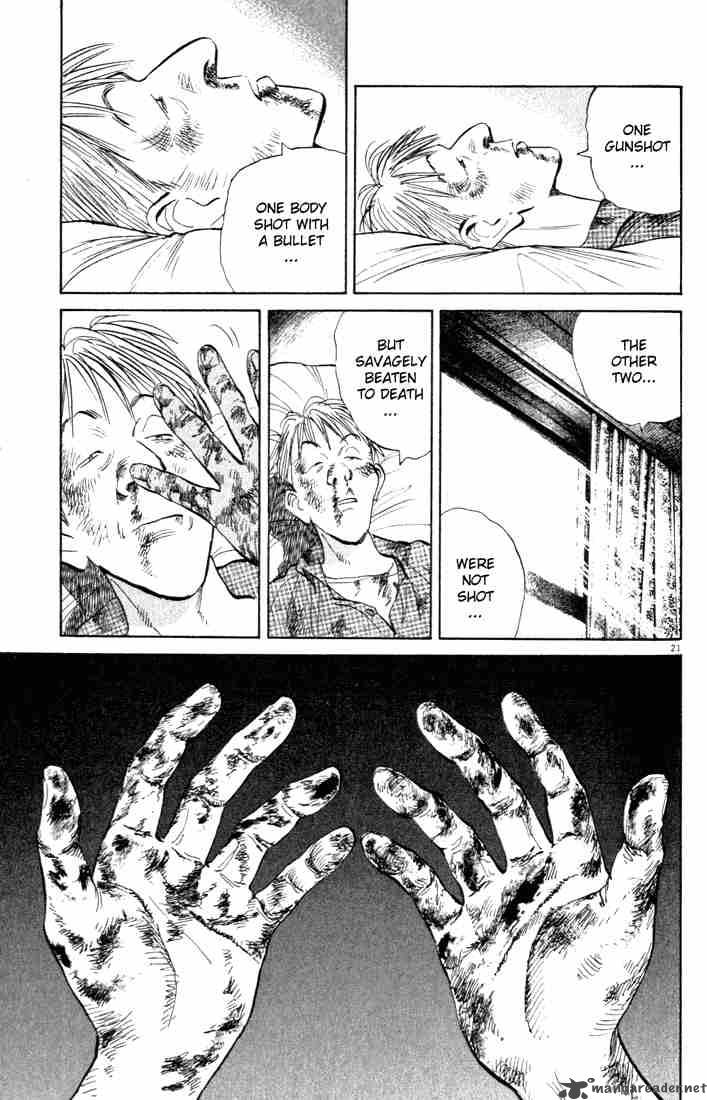 ONE
GUNSHOT
...
ONE BODY
SHOT WITH
A BULLET
...
THE
OTHER
TWO...
WERE
NOT
SHOT
...
BUT
SAVAGELY
BEATEN
TO DEATH
...
21
mangareader.net